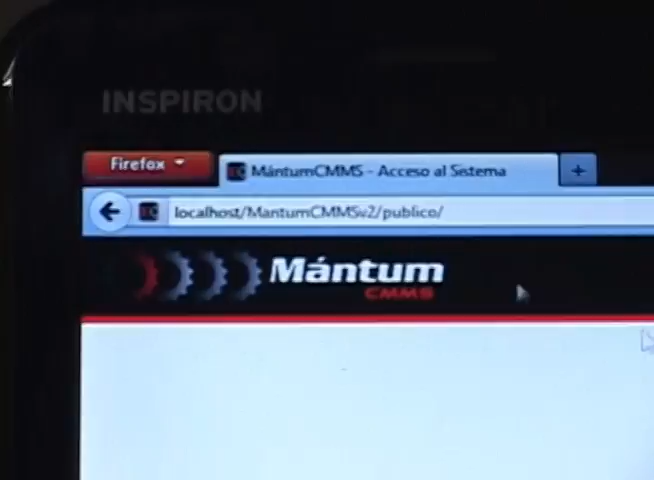 INSPIRON
Firefox
MántumCMMS - Acceso al Sistema
+
localhost/MantumCMMSv2/publico/
Mántum
CMMS